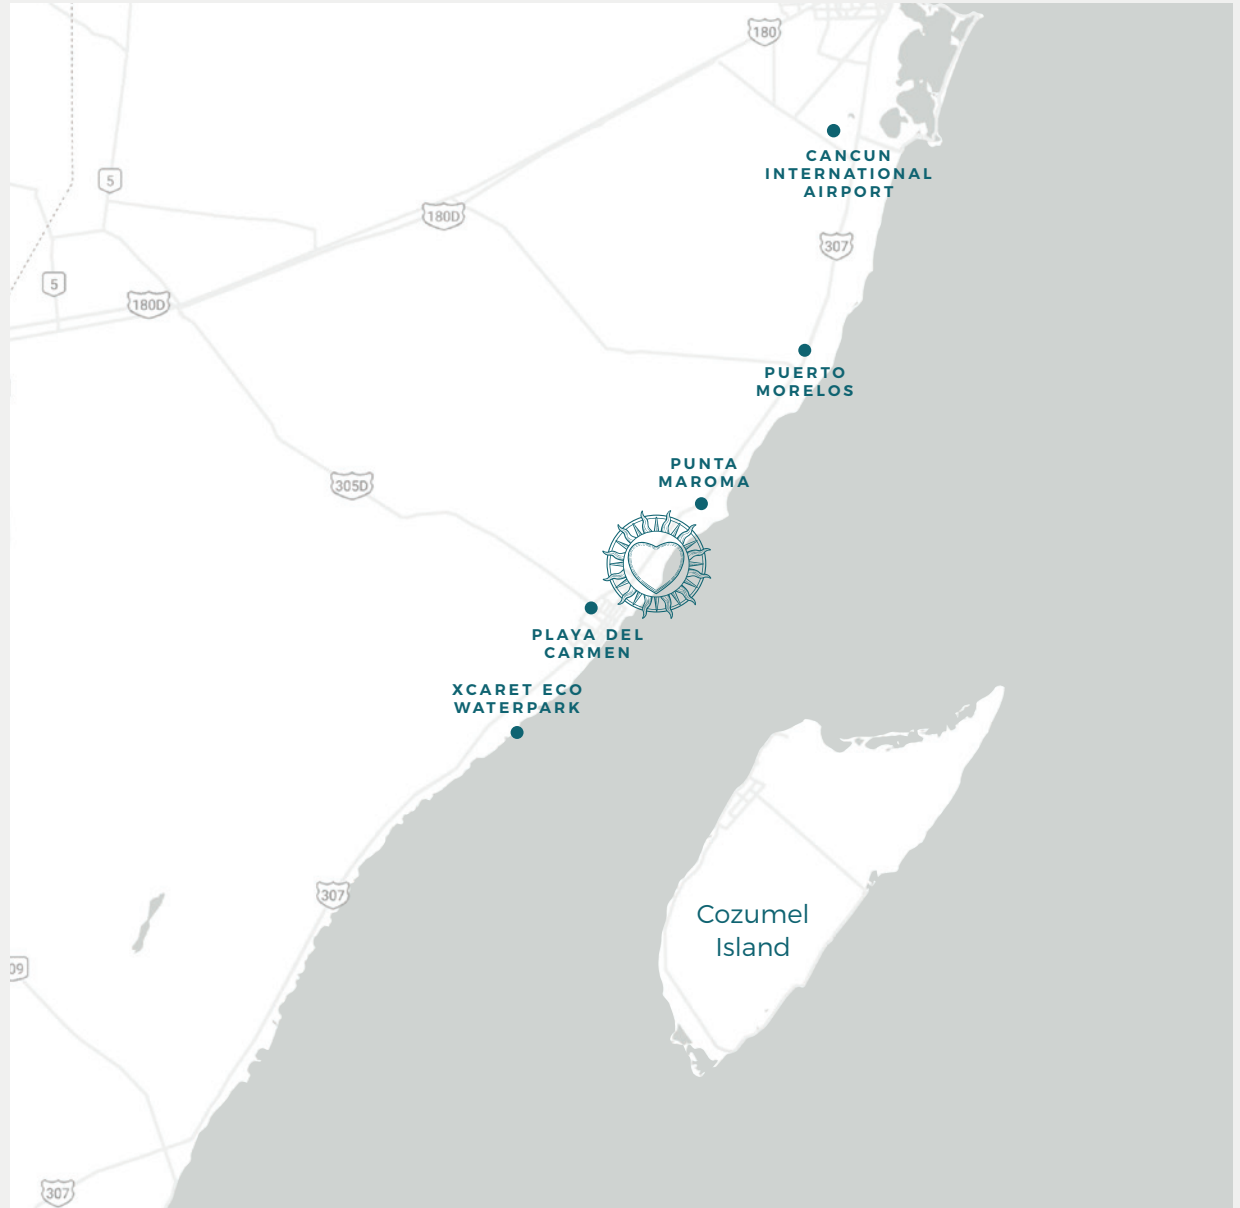 180
CANCUN
INTERNATIONAL
AIRPORT
5
180D
307
5
180D
PUERTO
MORELOS
PUNTA
MAROMA
305D
PLAYA DEL
CARMEN
XCARET ECO
WATERPARK
307
Cozumel
Island
09
307